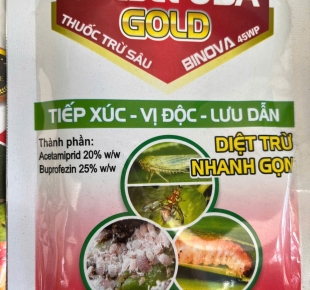 GOLD
THUỐC TRỪ SÂU
BINOVA 45WP
TIẾP XÚC - VỊ ĐỘC - LƯU DẪN
Thành phần:
Acetamiprid 20% w/w
Buprofezin 25% w/w
DIỆT TRỪ
NHANH GỌN